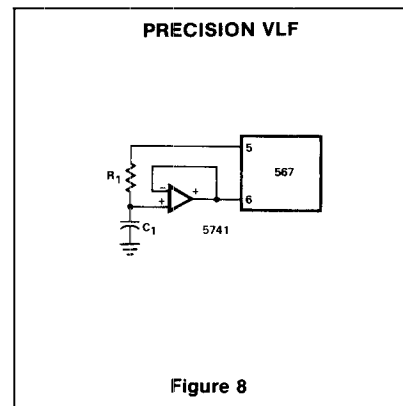 PRECISION VLF
5
567
R1
6
- +
+
C1
5741
Figure 8